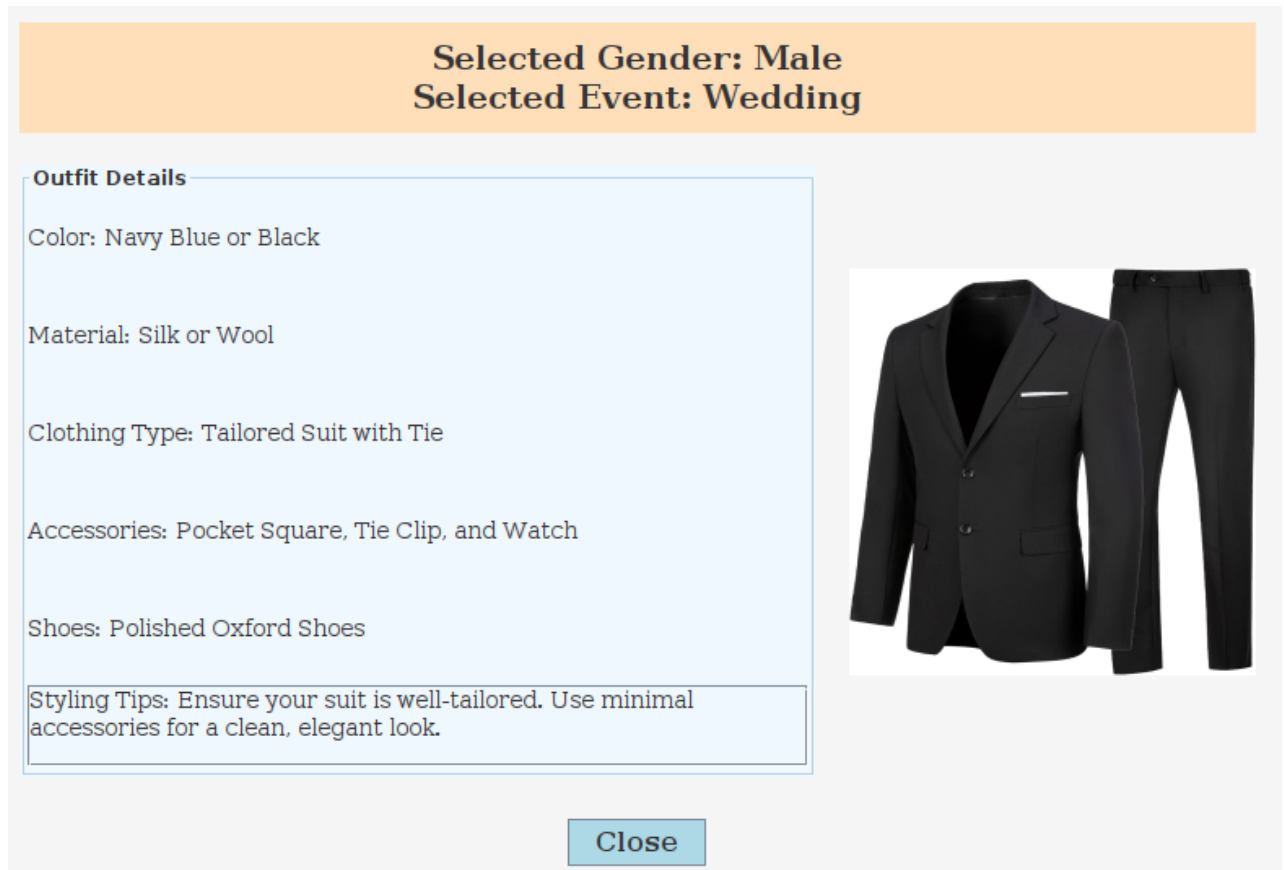 Selected Gender: Male
Selected Event: Wedding
Outfit Details
Color: Navy Blue or Black
Material: Silk or Wool
Clothing Type: Tailored Suit with Tie
Accessories: Pocket Square, Tie Clip, and Watch
Shoes: Polished Oxford Shoes
Styling Tips: Ensure your suit is well-tailored. Use minimal
accessories for a clean, elegant look.
Close